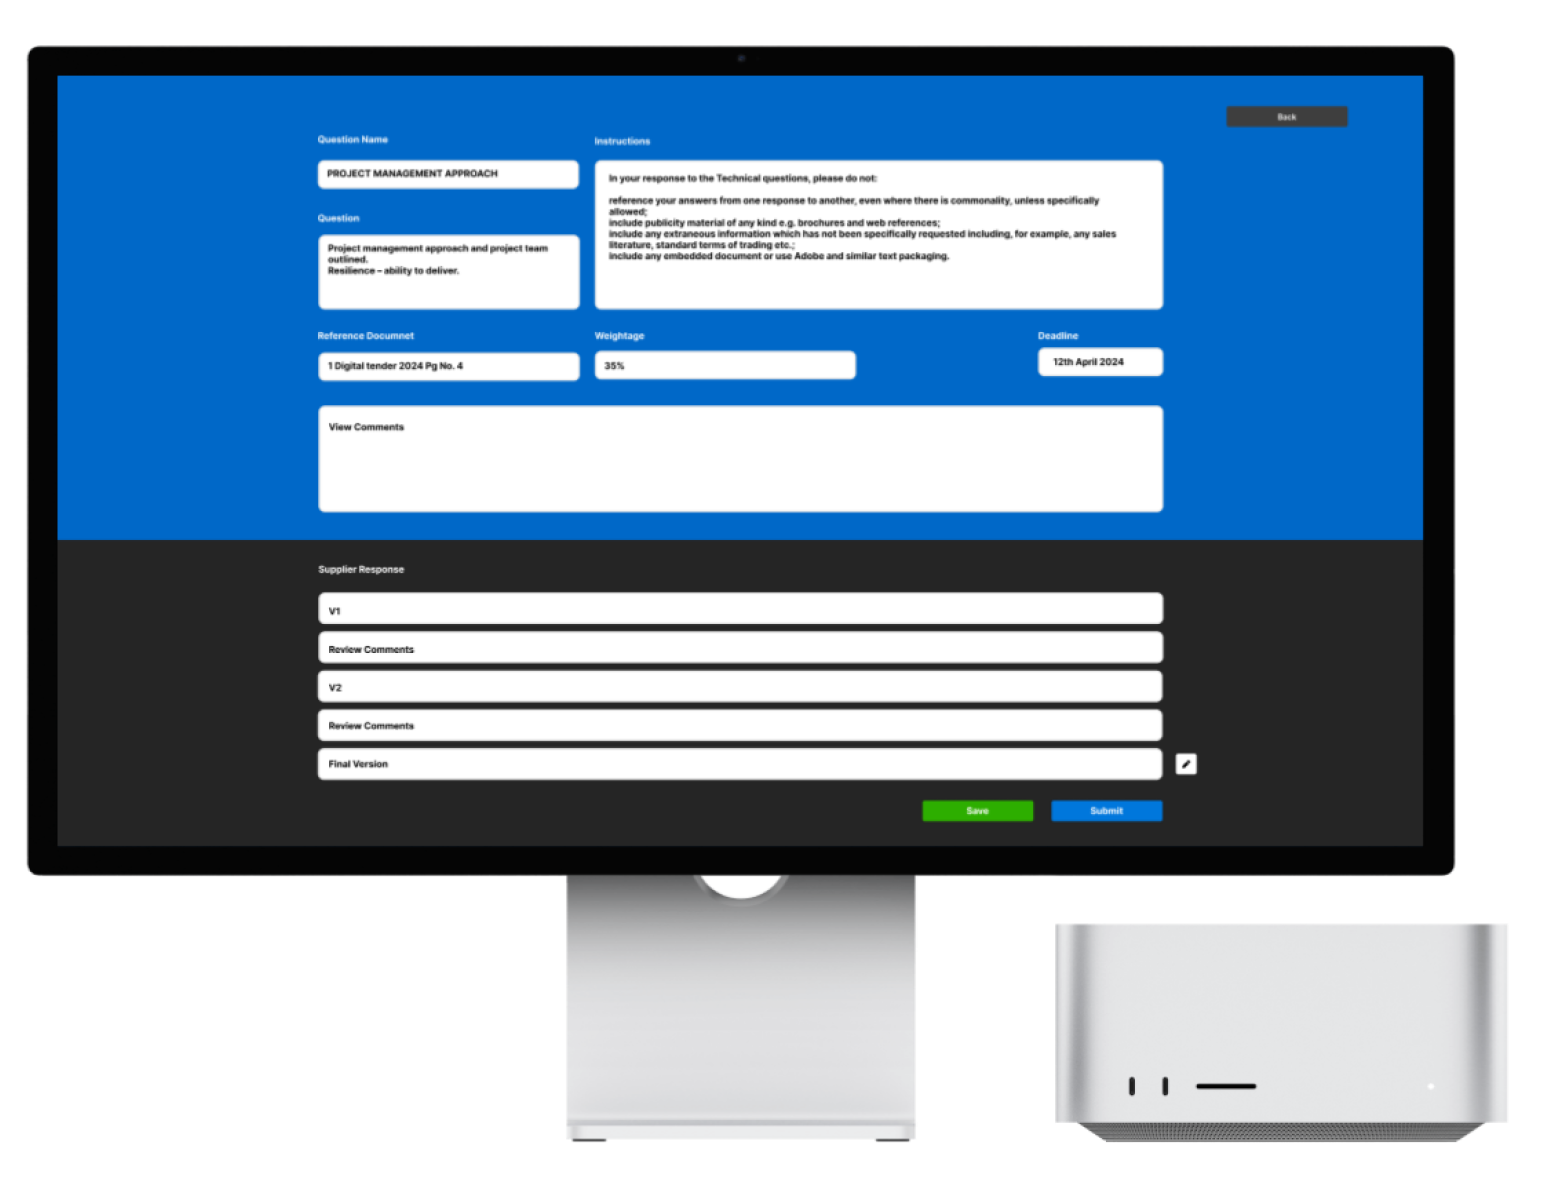 Back
Question Name
Instructions
PROJECT MANAGEMENT APPROACH
In your response to the Technical questions, please do not:
reference your answers from one response to another, even where there is commonality, unless specifically
allowed;
include publicity material of any kind e.g. brochures and web references;
include any extraneous information which has not been specifically requested including, for example, any sales
literature, standard terms of trading etc.;
include any embedded document or use Adobe and similar text packaging.
Question
Project management approach and project team
outlined.
Resilience – ability to deliver.
Reference Documnet
Weightage
Deadline
1 Digital tender 2024 Pg No. 4
35%
12th April 2024
View Comments
Supplier Response
V1
Review Comments
V2
Review Comments
Final Version
Save
Submit